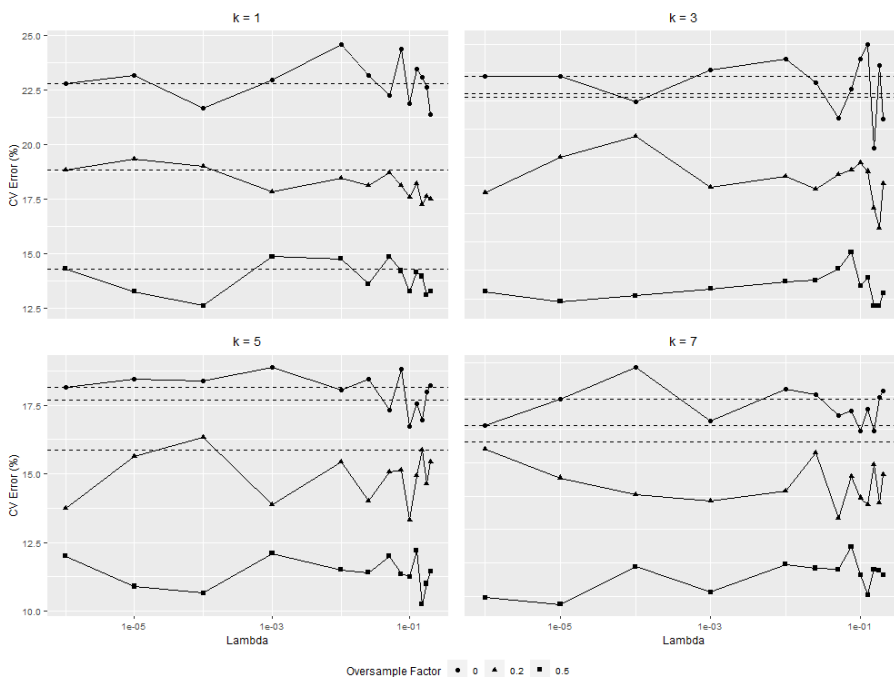 k = 1
k = 3
25.0
22.5
20.0
17.5
15.0
12.5
CV Error (%)
k = 5
k = 7
17.5
15.0
12.5
10.0
CV Error (%)
1e-05
1e-03
1e-01
1e-05
1e-03
1e-01
Lambda
Lambda
Oversample Factor 0 0.2 0.5